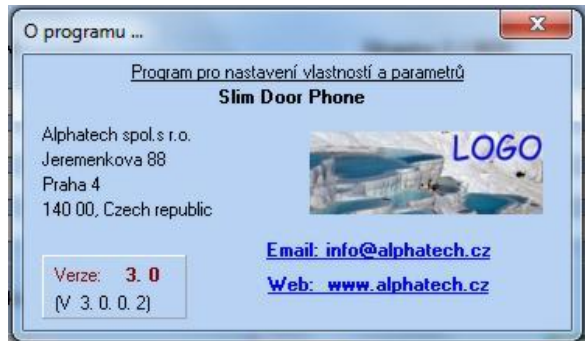 O programu ...
Program pro nastavení vlastností a parametrů
Slim Door Phone
Alphatech spol.s r.o.
Jeremenkova 88
Praha 4
140 00, Czech republic
LOGO
Email: info@alphatech.cz
Web: www.alphatech.cz
Verze: 3. 0
(V 3. 0. 0. 2)